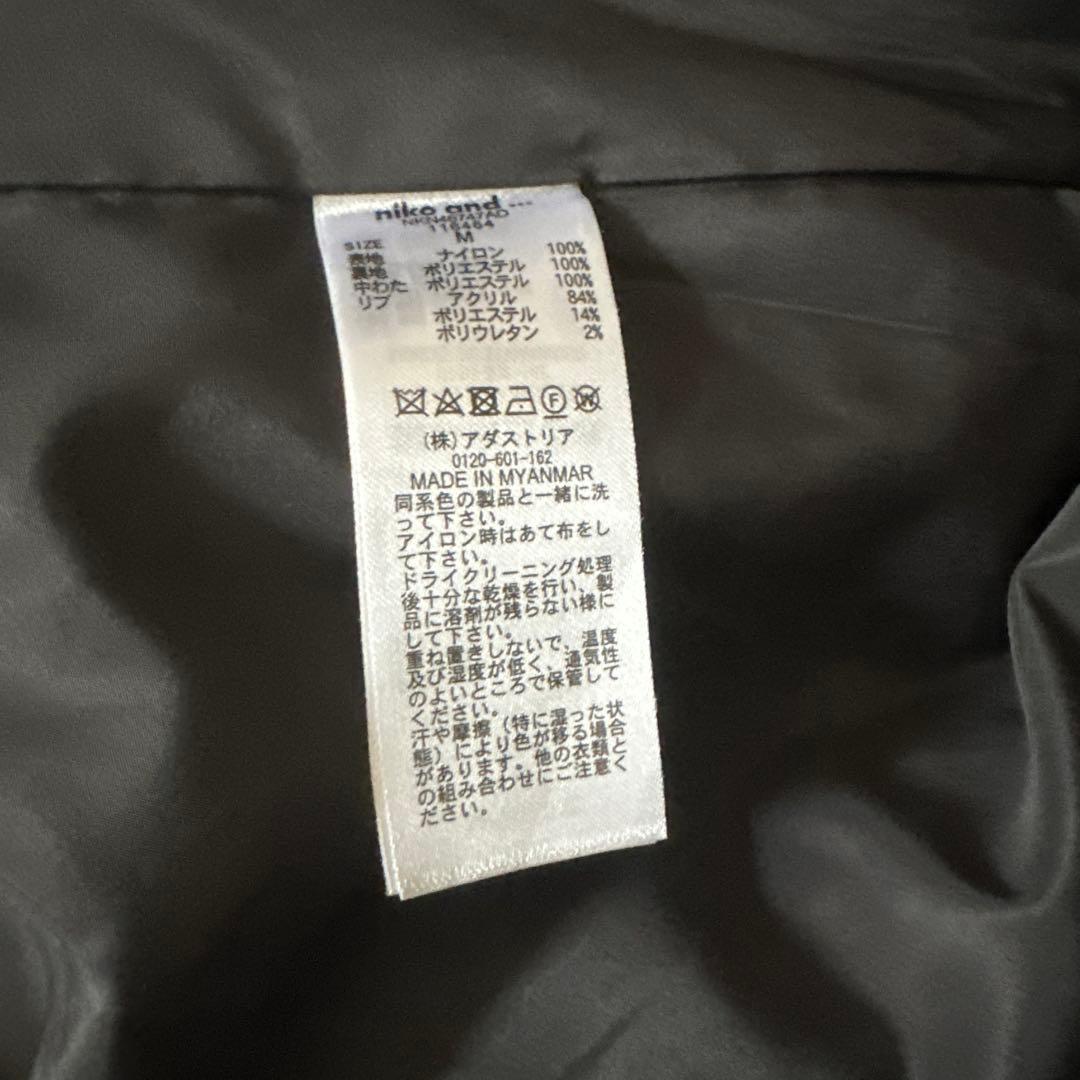 niko and ...
NKN46747AD
116464
SIZE M
表地 ナイロン 100%
裏地 ポリエステル 100%
中わた ポリエステル 100%
リブ アクリル 84%
ポリエステル 14%
ポリウレタン 2%
F W
(株)アダストリア
0120-601-162
MADE IN MYANMAR
同系色の製品と一緒に洗
って下さい。
アイロン時はあて布をし
て下さい。
ドライクリーニング処理
後十分な乾燥を行い、製
品に溶剤が残らない様に
して下さい。
重ね置きしないで、温度
及び湿度が低く、通気性
のよいところで保管して
ください。
汗や摩擦(特に湿った状
態)により色が移る場合
がありますす。他の衣類と
の組み合わせにご注意く
ださい。